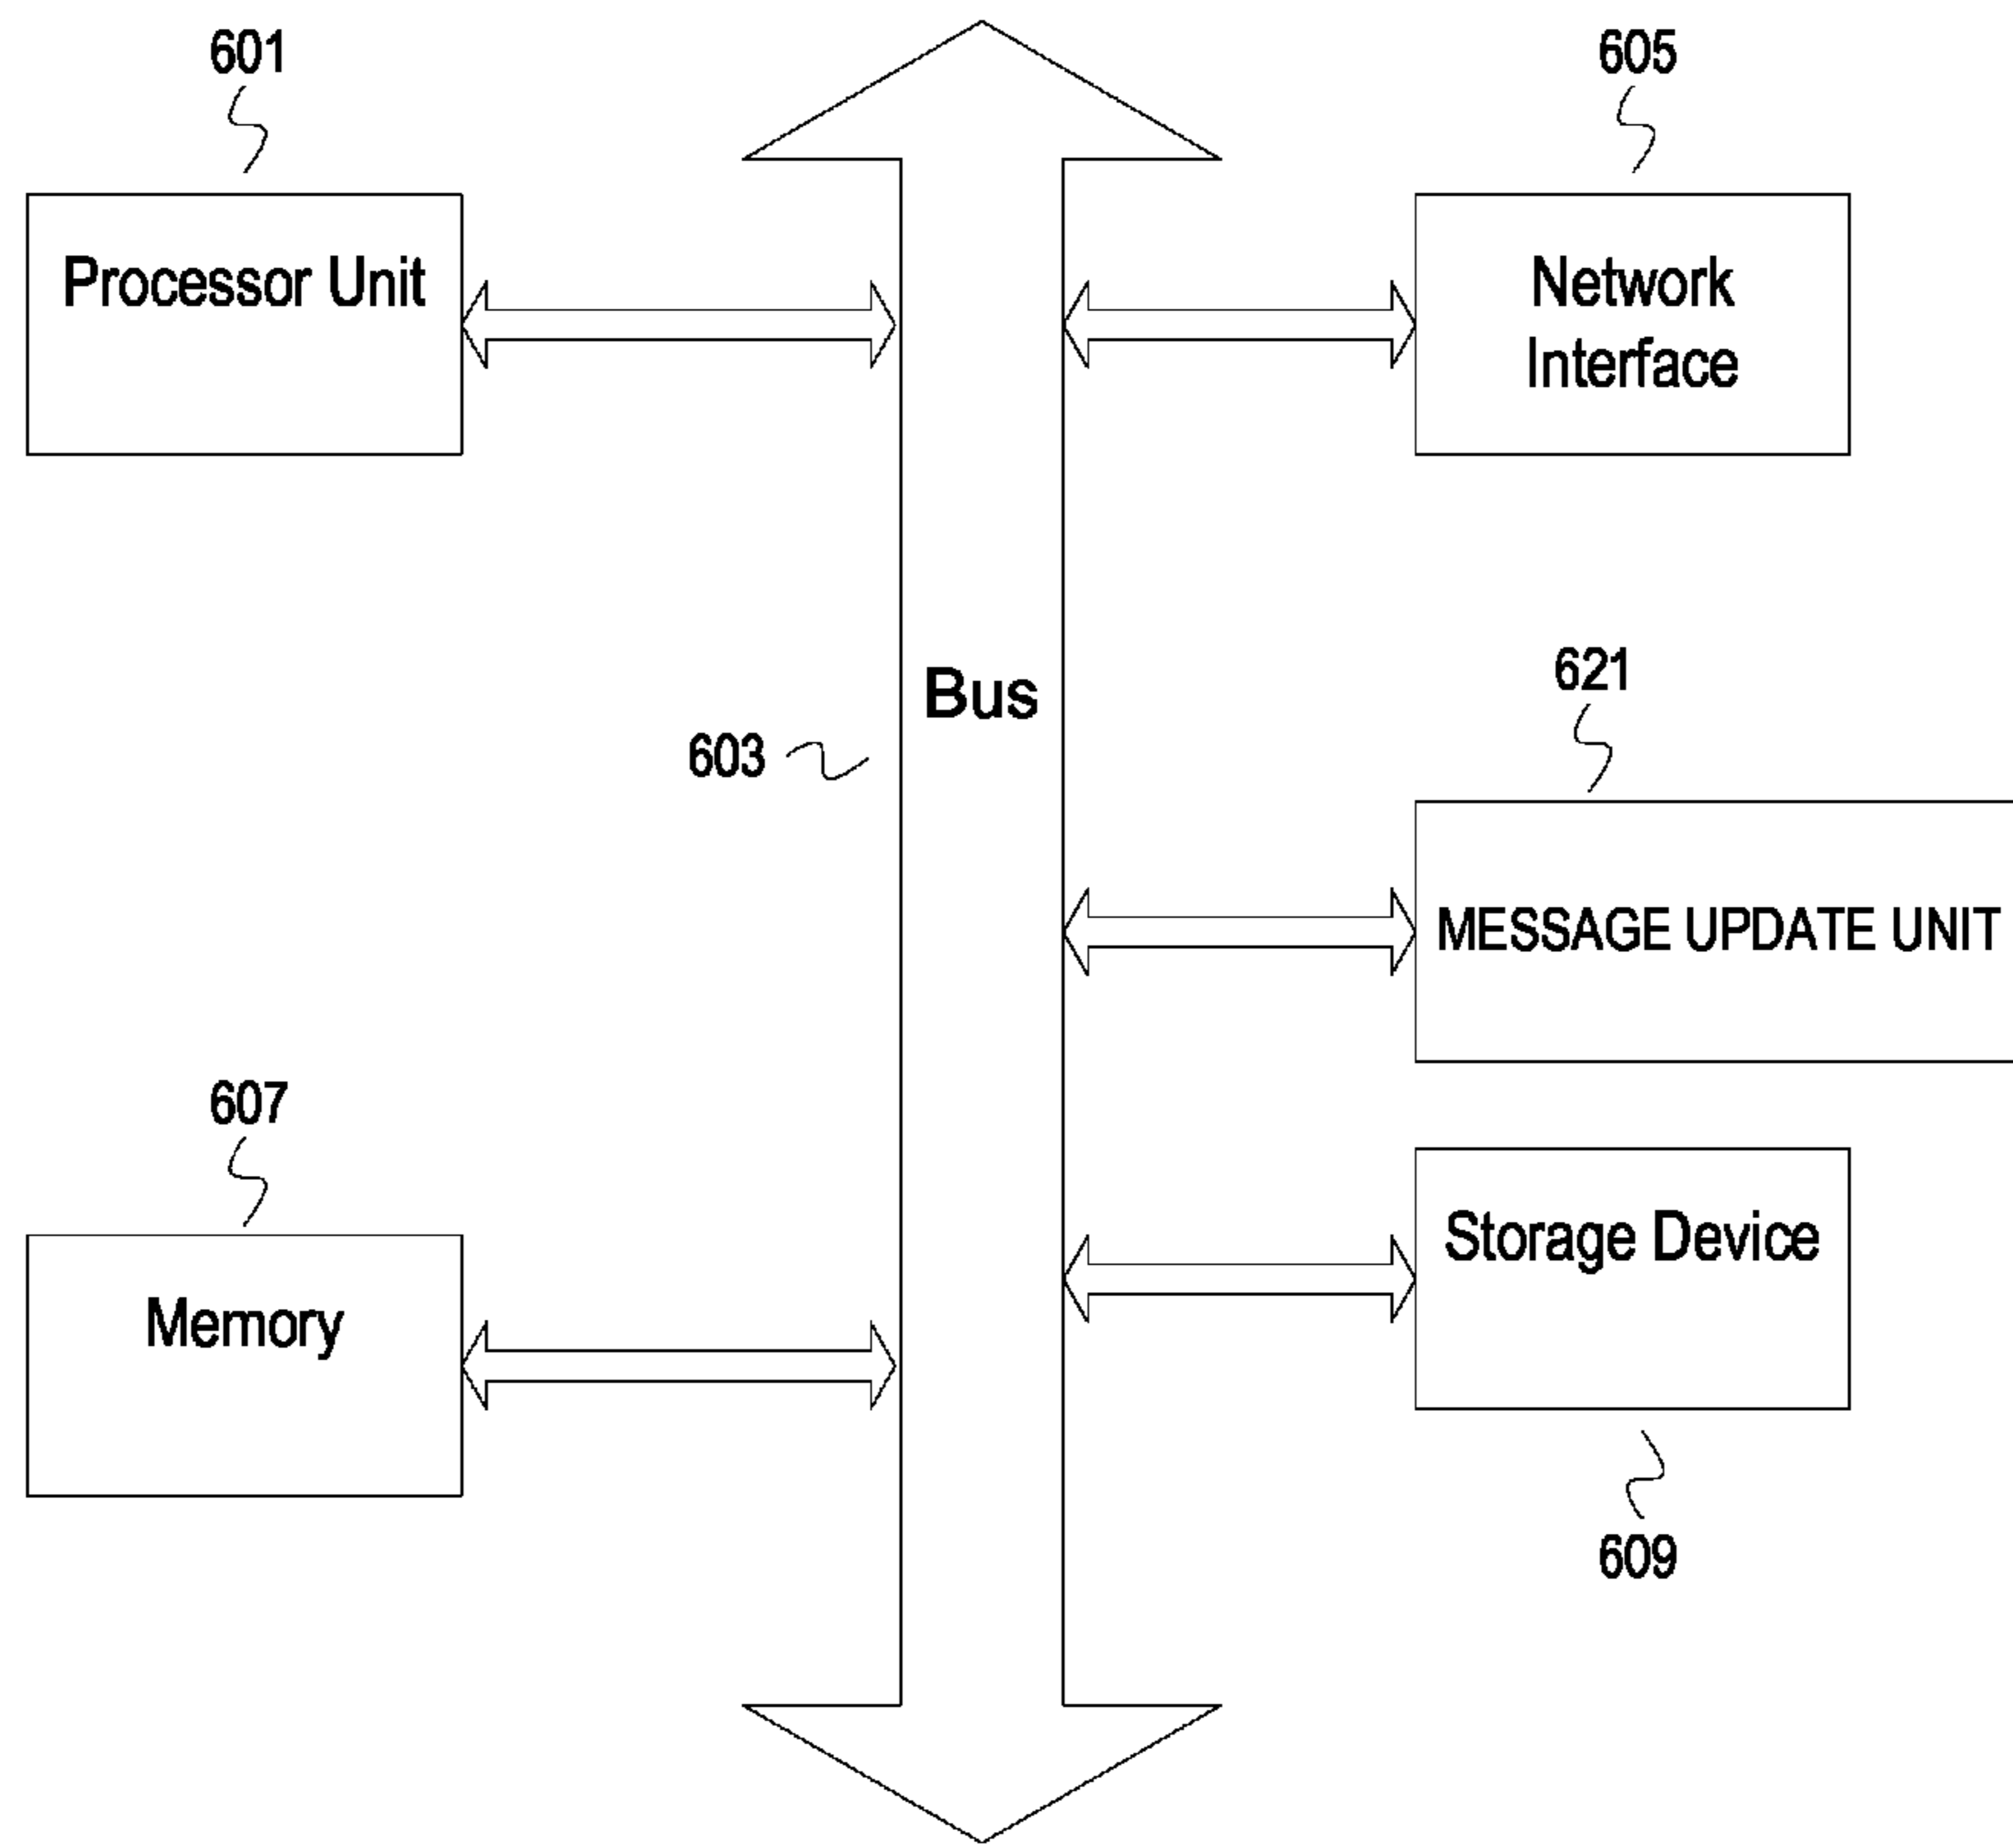 601
605
Processor Unit
Network
Interface
Bus
603
621
MESSAGE UPDATE UNIT
607
Memory
Storage Device
609